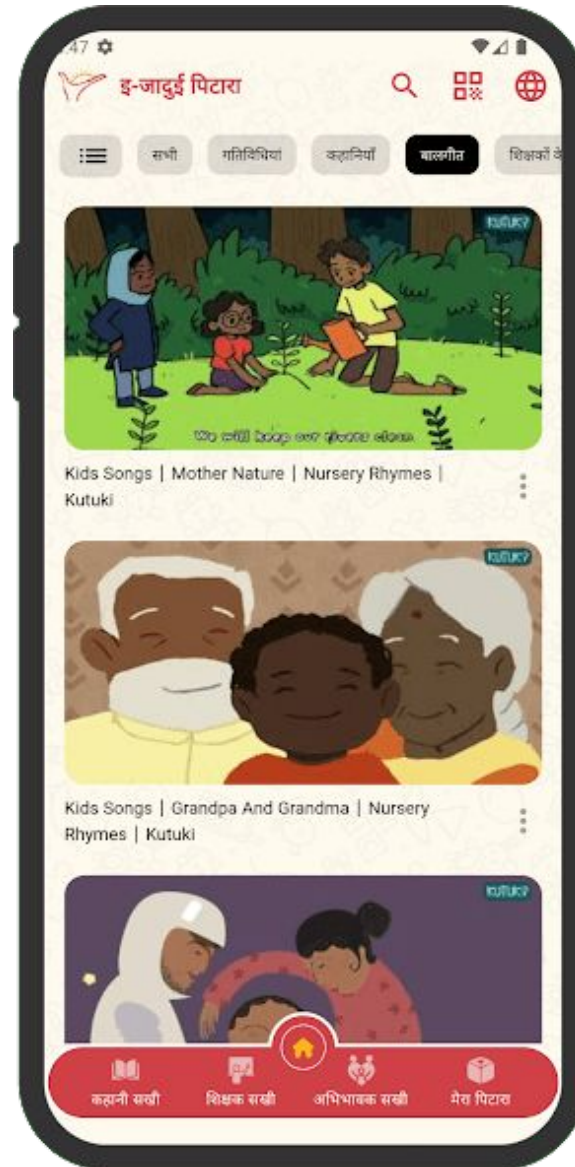 :47
इ-जादुई पिटारा
सभी गतिविधियां कहानियाँ बालगीत शिक्षकों के
KUTUKI
We will keep our rivers clean
Kids Songs | Mother Nature | Nursery Rhymes |
Kutuki
KUTUKI
Kids Songs | Grandpa And Grandma | Nursery
Rhymes | Kutuki
KUTUKI
कहानी सखी शिक्षक सखी अभिभावक सखी मेरा पिटारा